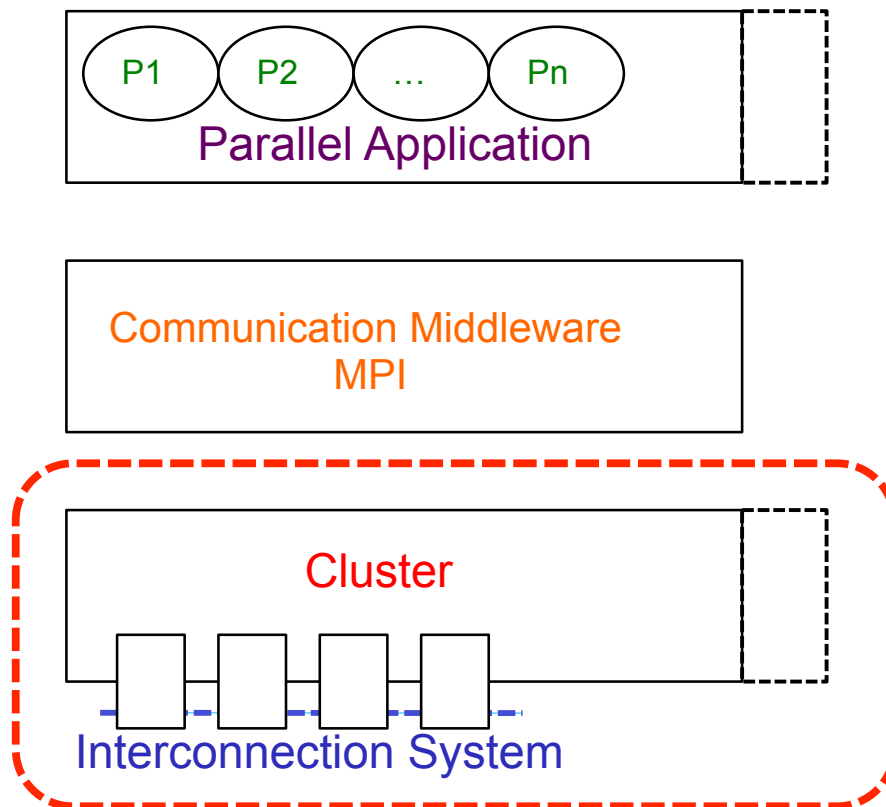 P1 P2 … Pn
Parallel Application
Communication Middleware
MPI
Cluster
Interconnection System